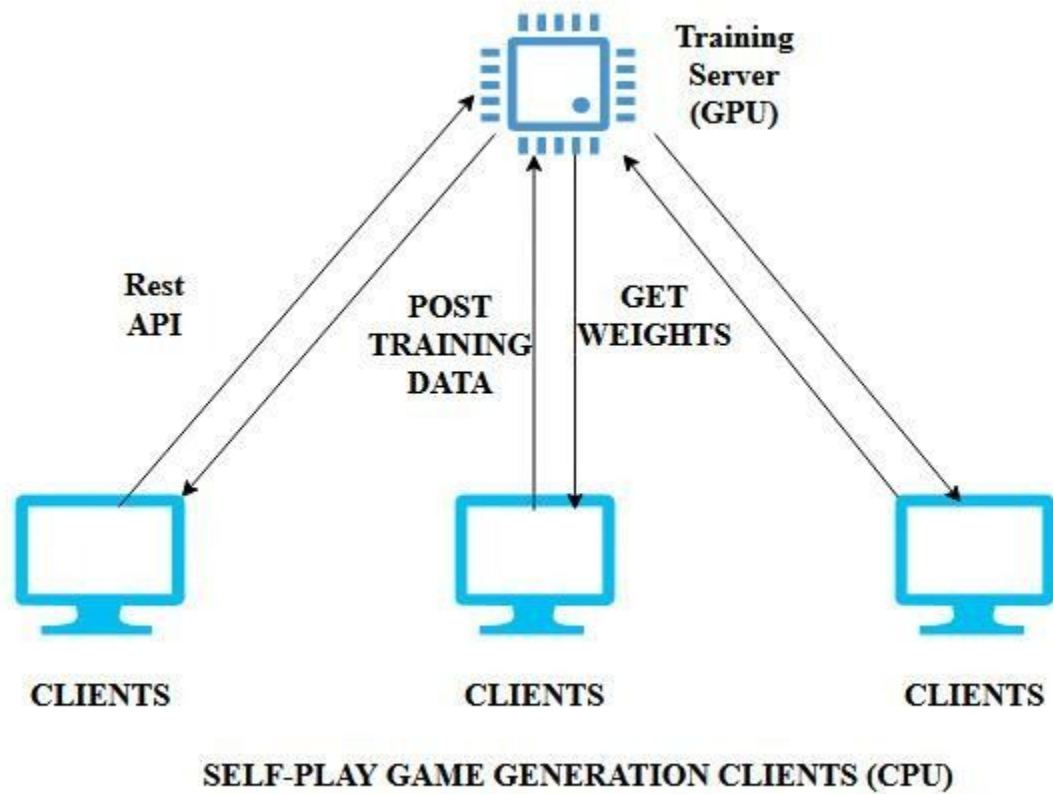 Training
Server
(GPU)
Rest
API
POST
TRAINING
DATA
GET
WEIGHTS
CLIENTS
CLIENTS
CLIENTS
SELF-PLAY GAME GENERATION CLIENTS (CPU)